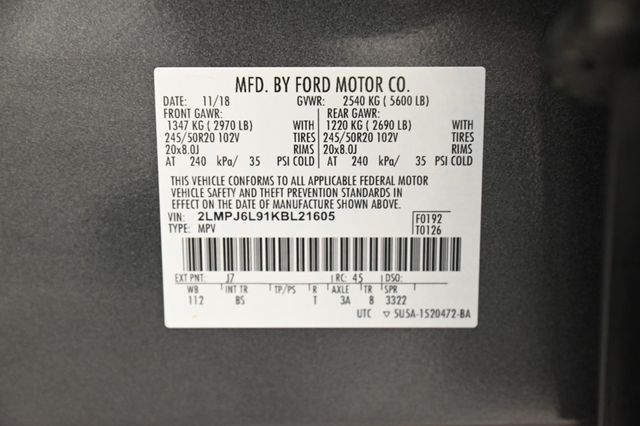 MFD. BY FORD MOTOR CO.
DATE: 11/18 GVWR: 2540 KG ( 5600 LB)
FRONT GAWR: REAR GAWR:
1347 KG ( 2970 LB) WITH 1220 KG ( 2690 LB) WITH
245/50R20 102V TIRES 245/50R20 102V TIRES
20x8.0J RIMS 20x8.0J RIMS
AT 240 kPa/ 35 PSI COLD AT 240 kPa/ 35 PSI COLD
THIS VEHICLE CONFORMS TO ALL APPLICABLE FEDERAL MOTOR
VEHICLE SAFETY AND THEFT PREVENTION STANDARDS IN
EFFECT ON THE DATE OF MANUFACTURE SHOWN ABOVE.
VIN: 2LMPJ6L91KBL21605 F0192
TYPE: MPV T0126
EXT PNT: J7 RC: 45 DSO:
WB INT TR TP/PS R AXLE TR SPR
112 BS T 3A 8 3322
UTC ▽ 5U5A-1520472-BA